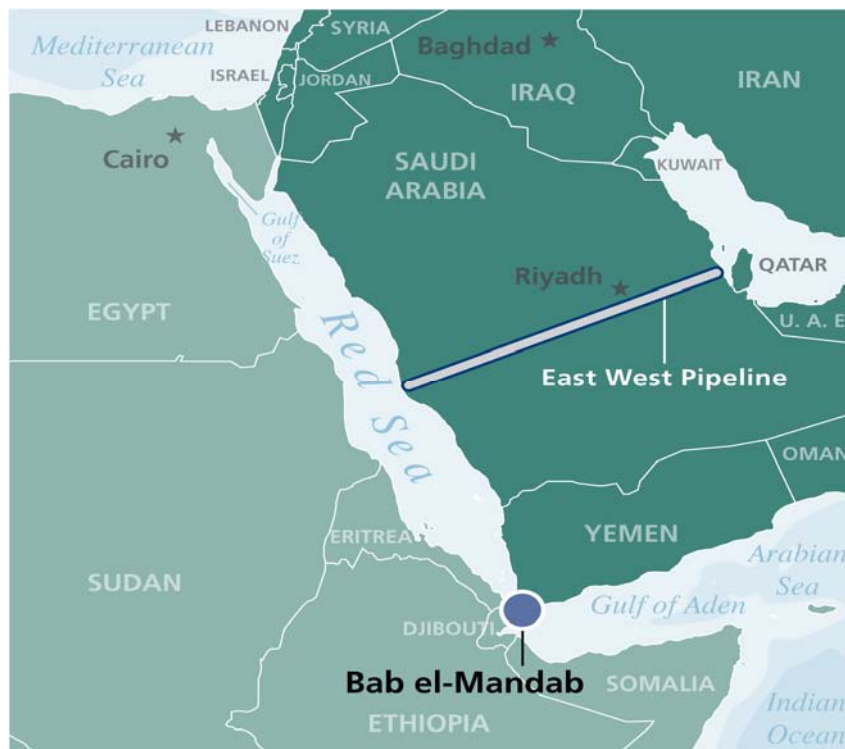 LEBANON
SYRIA
Mediterranean
Sea
Baghdad
ISRAEL
JORDAN
IRAQ
IRAN
Cairo
SAUDI
ARABIA
KUWAIT
Gulf
of
Suez
Riyadh
QATAR
EGYPT
U. A. E
Red Sea
East West Pipeline
OMAN
ERITREA
YEMEN
Arabian
Sea
SUDAN
Gulf of Aden
DJIBOUTI
Bab el-Mandab
SOMALIA
ETHIOPIA
Indian
Ocean